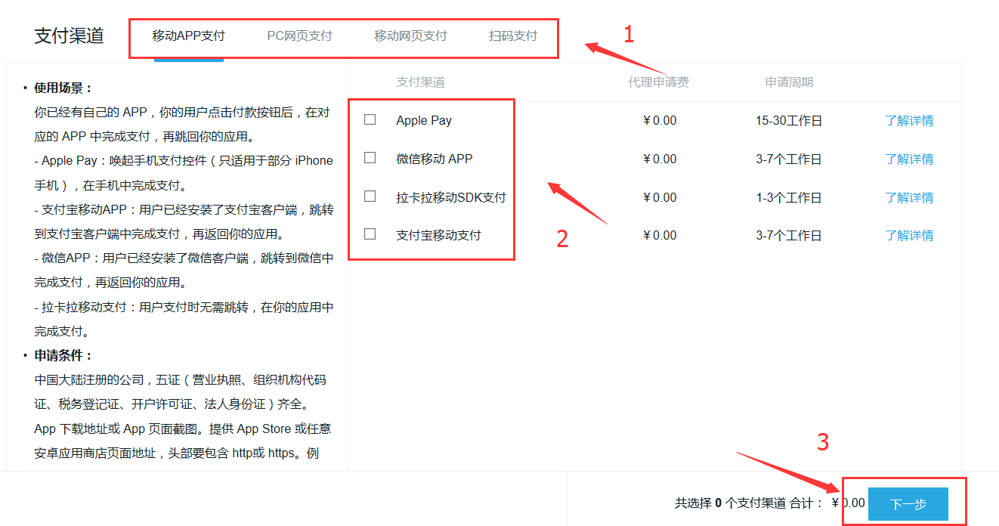 支付渠道 移动APP支付 PC网页支付 移动网页支付 扫码支付 1
支付渠道 代理申请费 申请周期
Apple Pay ¥0.00 15-30工作日 了解详情
微信移动 APP ¥0.00 3-7个工作日 了解详情
拉卡拉移动SDK支付 ¥0.00 1-3个工作日 了解详情
支付宝移动支付 ¥0.00 3-7个工作日 了解详情
2
• 使用场景：
你已经有自己的 APP，你的用户点击付款按钮后，在对
应的 APP 中完成支付，再跳回你的应用。
- Apple Pay：唤起手机支付控件（只适用于部分 iPhone
手机），在手机中完成支付。
- 支付宝移动APP：用户已经安装了支付宝客户端，跳转
到支付宝客户端中完成支付，再返回你的应用。
- 微信APP：用户已经安装了微信客户端，跳转到微信中
完成支付，再返回你的应用。
- 拉卡拉移动支付：用户支付时无需跳转，在你的应用中
完成支付。
• 申请条件：
中国大陆注册的公司，五证（营业执照、组织机构代码
证、税务登记证、开户许可证、法人身份证）齐全。
App 下载地址或 App 页面截图。提供 App Store 或任意
安卓应用商店页面地址，头部要包含 http或 https。例
3
共选择 0 个支付渠道 合计： ¥0.00 下一步